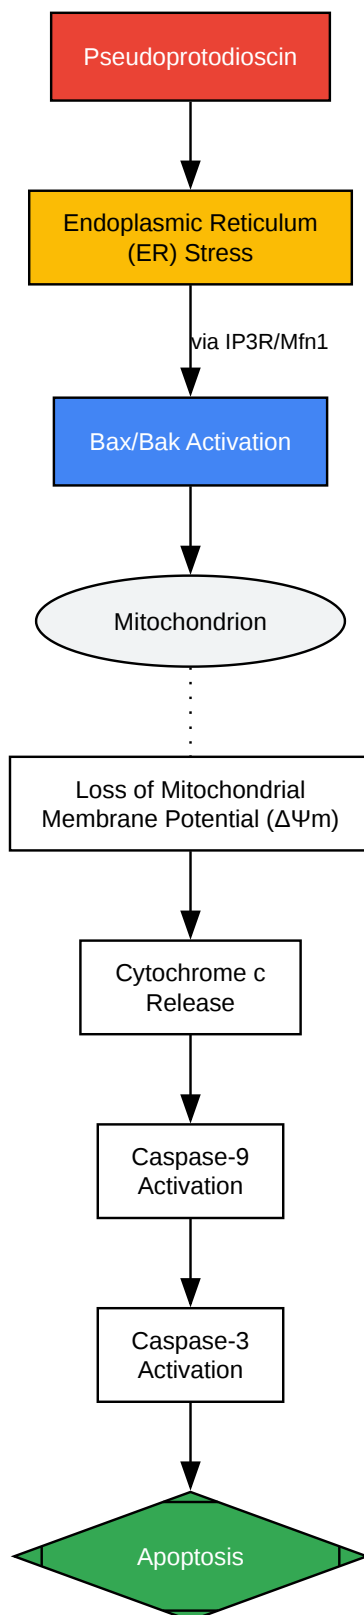 Pseudoprotodioscin
Endoplasmic Reticulum
(ER) Stress
via IP3R/Mfn1
Bax/Bak Activation
Mitochondrion
Loss of Mitochondrial
Membrane Potential (ΔΨm)
Cytochrome c
Release
Caspase-9
Activation
Caspase-3
Activation
Apoptosis